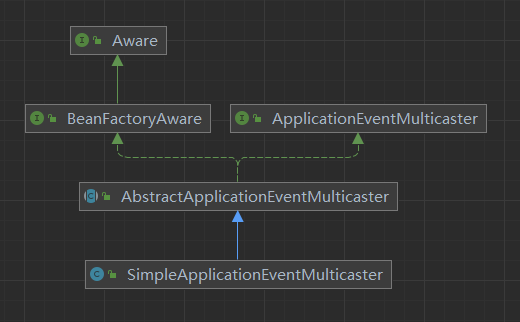 Aware
BeanFactoryAware
ApplicationEventMulticaster
AbstractApplicationEventMulticaster
SimpleApplicationEventMulticaster